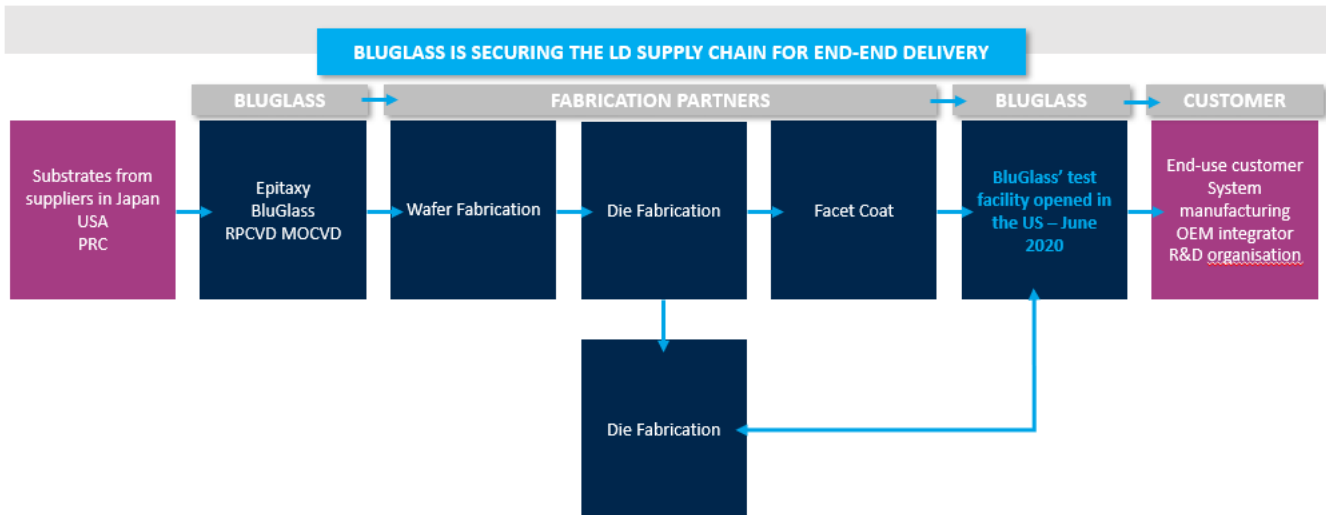 BLUGLASS IS SECURING THE LD SUPPLY CHAIN FOR END-END DELIVERY
BLUGLASS
FABRICATION PARTNERS
BLUGLASS
CUSTOMER
Substrates from
suppliers in Japan
USA
PRC
Epitaxy
BluGlass
RPCVD MOCVD
Wafer Fabrication
Die Fabrication
Facet Coat
BluGlass’ test
facility opened in
the US – June
2020
End-use customer
System
manufacturing
OEM integrator
R&D organisation
Die Fabrication